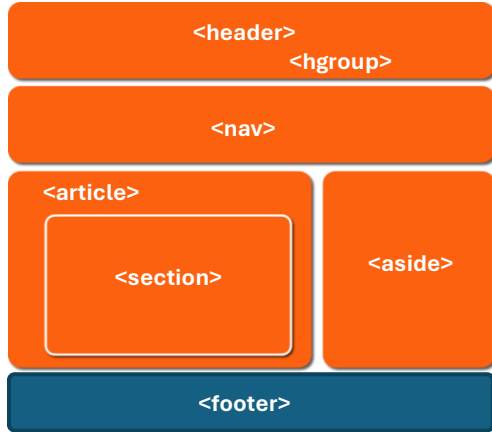 <header>
<hgroup>
<nav>
<article>
<section>
<aside>
<footer>